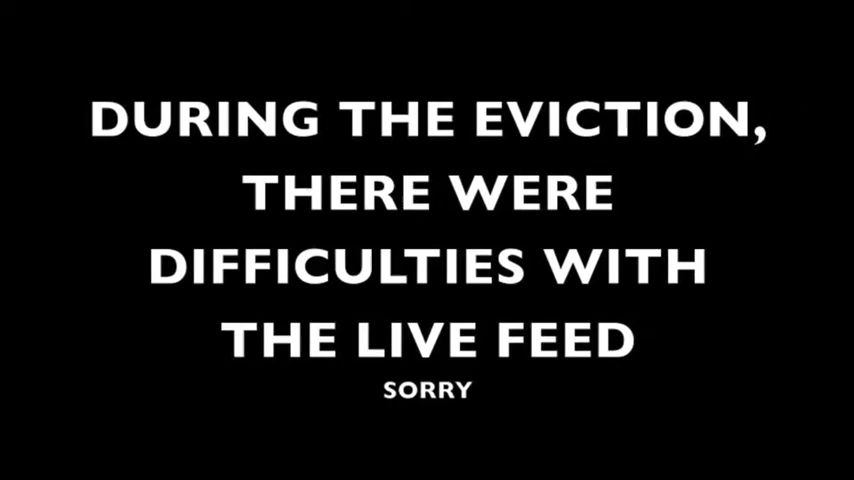 DURING THE EVICTION,
THERE WERE
DIFFICULTIES WITH
THE LIVE FEED
SORRY